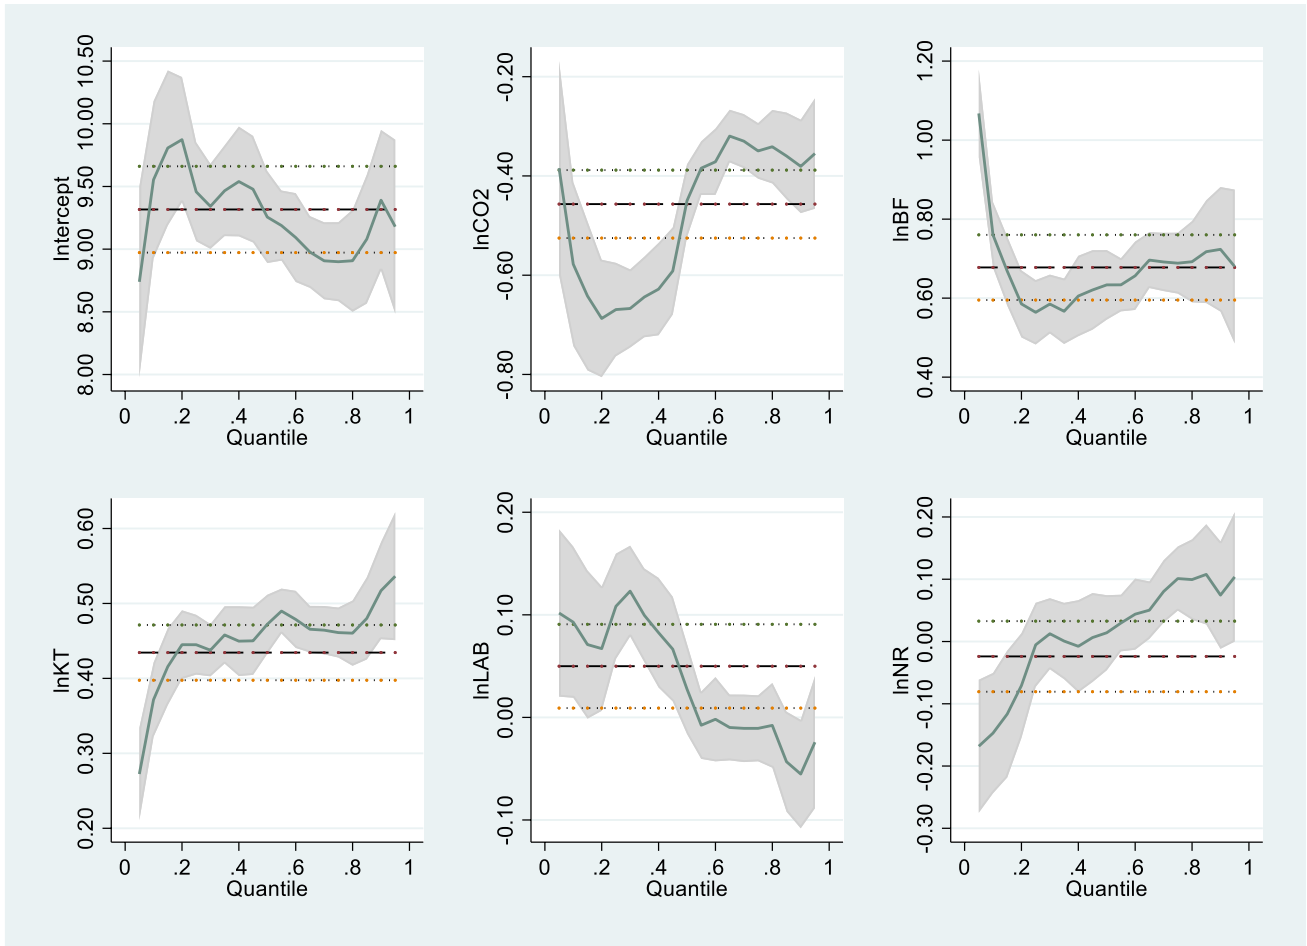 Intercept
10.50
10.00
9.50
9.00
8.50
8.00
0 .2 .4 .6 .8 1
Quantile
lnCO2
-0.20
-0.40
-0.60
-0.80
0 .2 .4 .6 .8 1
Quantile
lnBF
1.20
1.00
0.80
0.60
0.40
0 .2 .4 .6 .8 1
Quantile
lnKT
0.60
0.50
0.40
0.30
0.20
0 .2 .4 .6 .8 1
Quantile
lnLAB
0.20
0.10
0.00
-0.10
0 .2 .4 .6 .8 1
Quantile
lnNR
0.20
0.10
0.00
-0.10
-0.20
-0.30
0 .2 .4 .6 .8 1
Quantile